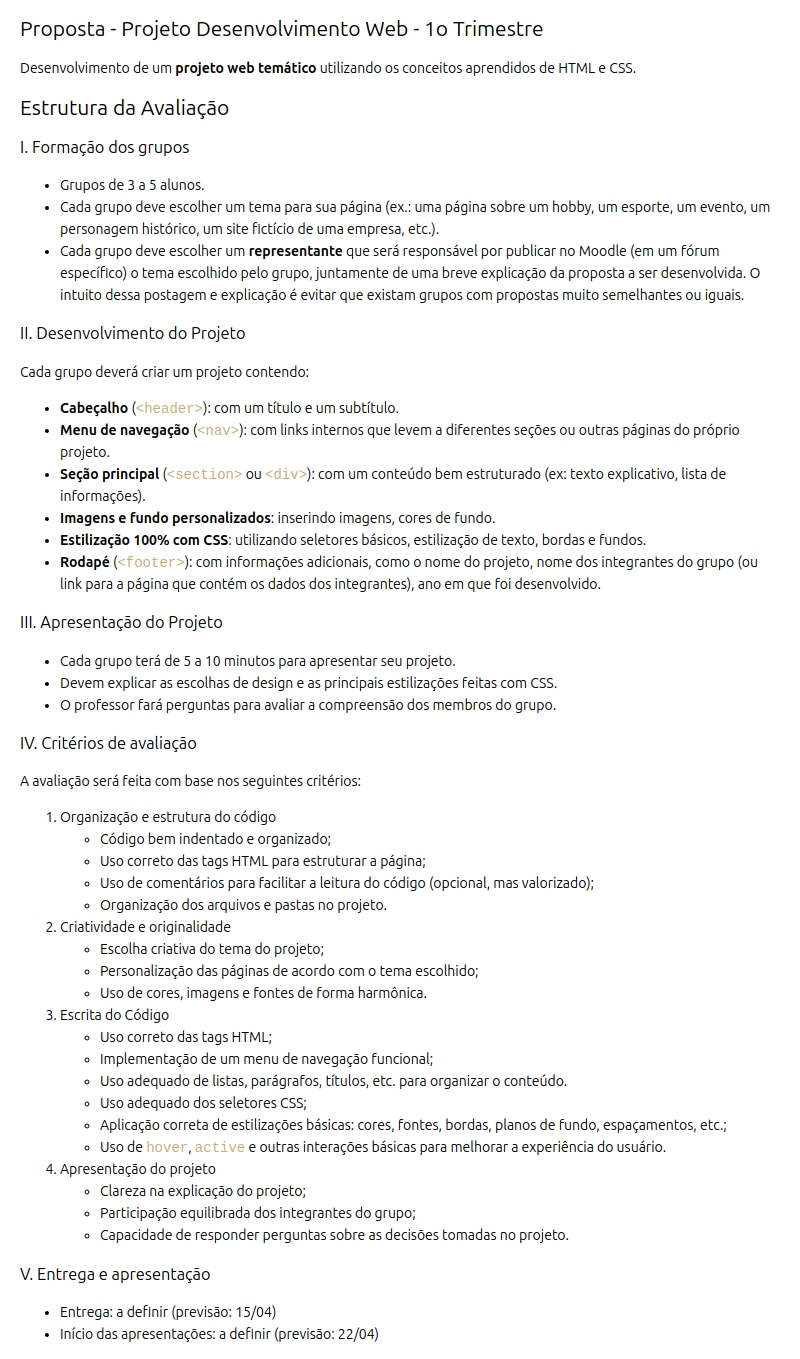 Proposta - Projeto Desenvolvimento Web - 1o Trimestre
Desenvolvimento de um projeto web temático utilizando os conceitos aprendidos de HTML e CSS.
Estrutura da Avaliação
I. Formação dos grupos
• Grupos de 3 a 5 alunos.
• Cada grupo deve escolher um tema para sua página (ex.: uma página sobre um hobby, um esporte, um evento, um
personagem histórico, um site fictício de uma empresa, etc.).
• Cada grupo deve escolher um representante que será responsável por publicar no Moodle (em um fórum
específico) o tema escolhido pelo grupo, juntamente de uma breve explicação da proposta a ser desenvolvida. O
intuito dessa postagem e explicação é evitar que existam grupos com propostas muito semelhantes ou iguais.
II. Desenvolvimento do Projeto
Cada grupo deverá criar um projeto contendo:
• Cabeçalho (<header>): com um título e um subtítulo.
• Menu de navegação (<nav>): com links internos que levem a diferentes seções ou outras páginas do próprio
projeto.
• Seção principal (<section> ou <div>): com um conteúdo bem estruturado (ex: texto explicativo, lista de
informações).
• Imagens e fundo personalizados: inserindo imagens, cores de fundo.
• Estilização 100% com CSS: utilizando seletores básicos, estilização de texto, bordas e fundos.
• Rodapé (<footer>): com informações adicionais, como o nome do projeto, nome dos integrantes do grupo (ou
link para a página que contém os dados dos integrantes), ano em que foi desenvolvido.
III. Apresentação do Projeto
• Cada grupo terá de 5 a 10 minutos para apresentar seu projeto.
• Devem explicar as escolhas de design e as principais estilizações feitas com CSS.
• O professor fará perguntas para avaliar a compreensão dos membros do grupo.
IV. Critérios de avaliação
A avaliação será feita com base nos seguintes critérios:
1. Organização e estrutura do código
◦ Código bem indentado e organizado;
◦ Uso correto das tags HTML para estruturar a página;
◦ Uso de comentários para facilitar a leitura do código (opcional, mas valorizado);
◦ Organização dos arquivos e pastas no projeto.
2. Criatividade e originalidade
◦ Escolha criativa do tema do projeto;
◦ Personalização das páginas de acordo com o tema escolhido;
◦ Uso de cores, imagens e fontes de forma harmônica.
3. Escrita do Código
◦ Uso correto das tags HTML;
◦ Implementação de um menu de navegação funcional;
◦ Uso adequado de listas, parágrafos, títulos, etc. para organizar o conteúdo.
◦ Uso adequado dos seletores CSS;
◦ Aplicação correta de estilizações básicas: cores, fontes, bordas, planos de fundo, espaçamentos, etc.;
◦ Uso de hover, active e outras interações básicas para melhorar a experiência do usuário.
4. Apresentação do projeto
◦ Clareza na explicação do projeto;
◦ Participação equilibrada dos integrantes do grupo;
◦ Capacidade de responder perguntas sobre as decisões tomadas no projeto.
V. Entrega e apresentação
• Entrega: a definir (previsão: 15/04)
• Início das apresentações: a definir (previsão: 22/04)